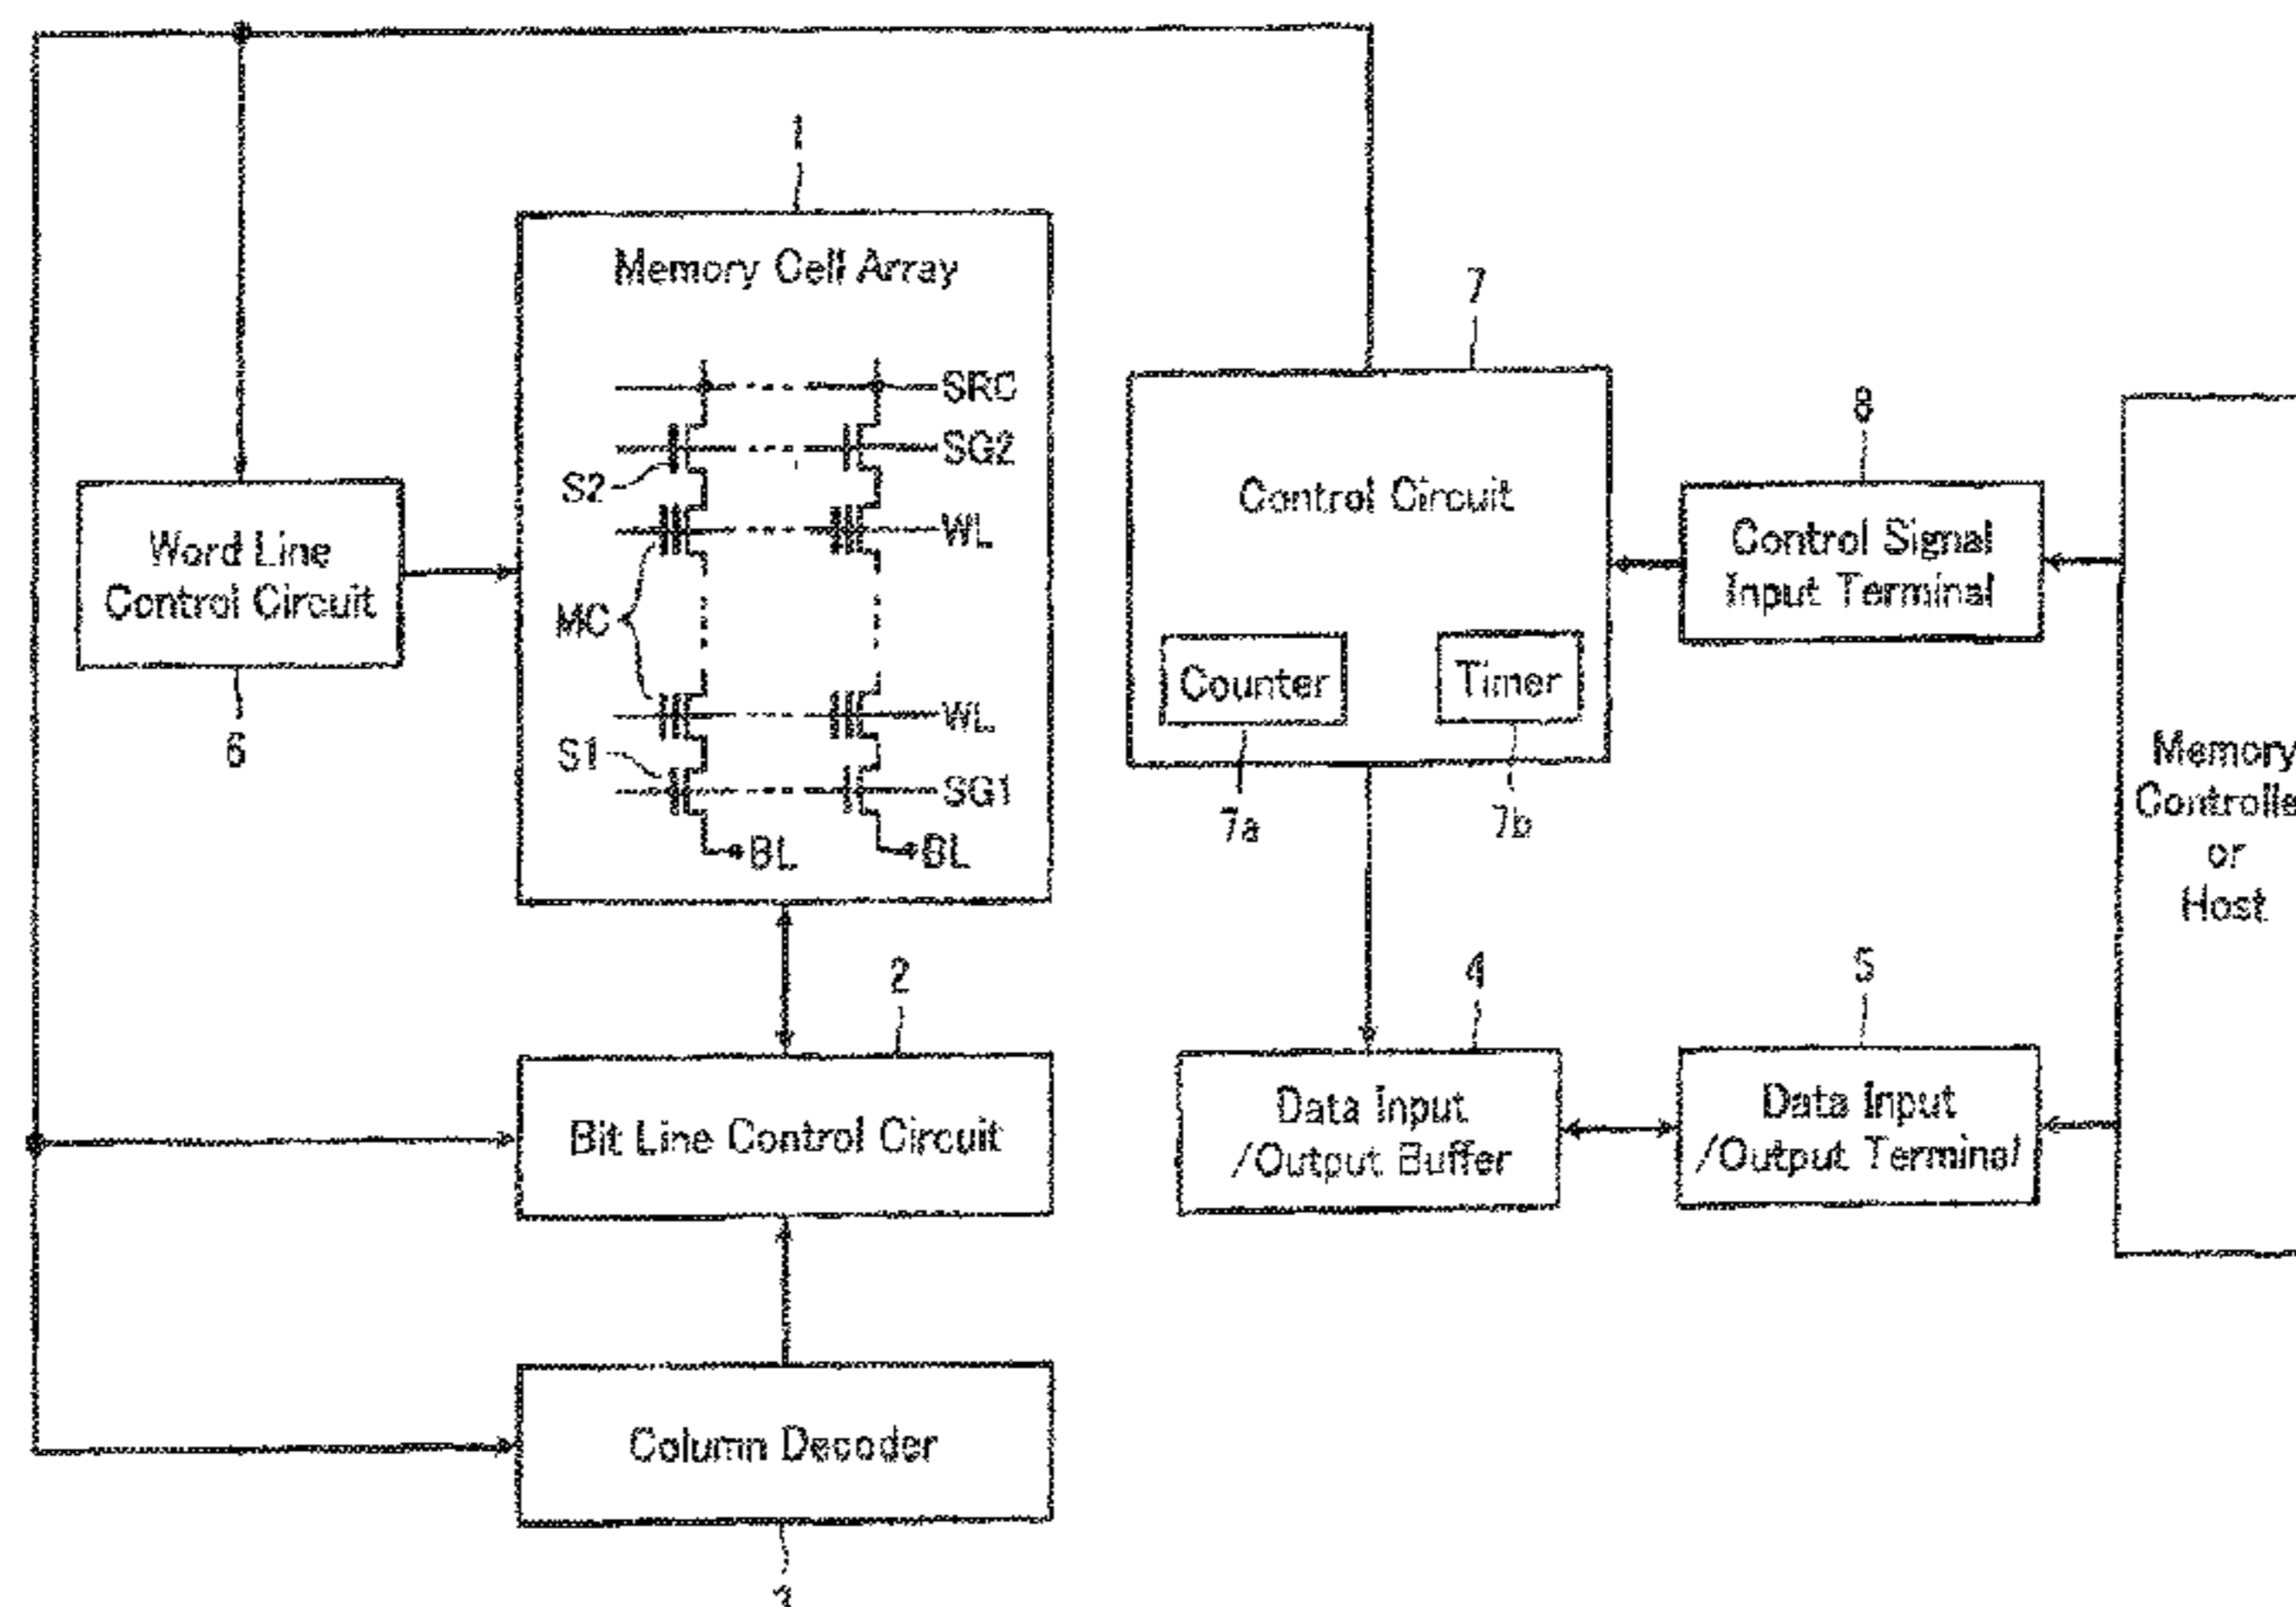 1
Memory Cell Array
SRC
SG2
S2
WL
MC
WL
S1
SG1
BL
BL
Word Line
Control Circuit
6
7
Control Circuit
Counter
Timer
7a
7b
8
Control Signal
Input Terminal
Memory
Controlle
or
Host
2
Bit Line Control Circuit
4
Data Input
/Output Buffer
5
Data Input
/Output Terminal
Column Decoder
3